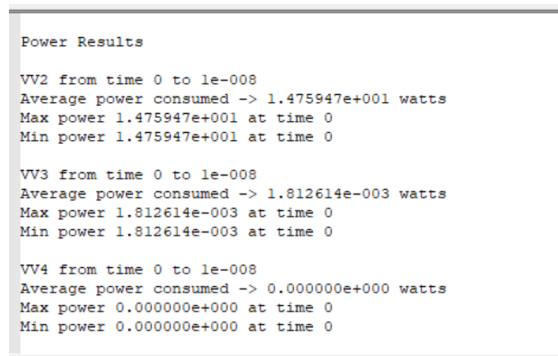 Power Results
VV2 from time 0 to 1e-008
Average power consumed -> 1.475947e+001 watts
Max power 1.475947e+001 at time 0
Min power 1.475947e+001 at time 0
VV3 from time 0 to 1e-008
Average power consumed -> 1.812614e-003 watts
Max power 1.812614e-003 at time 0
Min power 1.812614e-003 at time 0
VV4 from time 0 to 1e-008
Average power consumed -> 0.000000e+000 watts
Max power 0.000000e+000 at time 0
Min power 0.000000e+000 at time 0